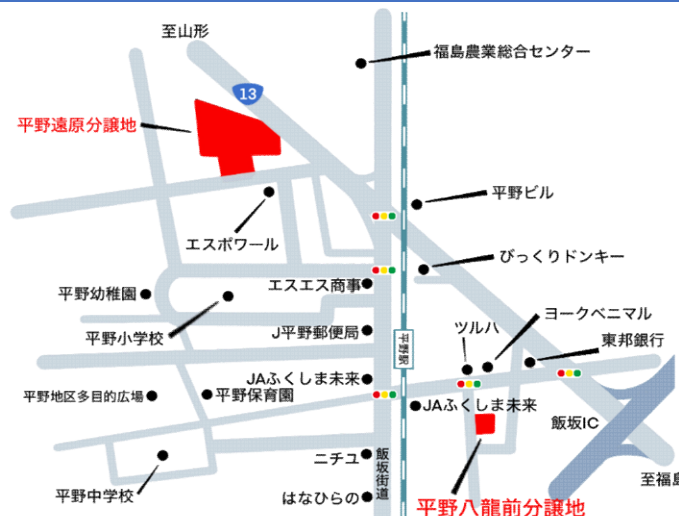 至山形
福島農業総合センター
13
平野遠原分譲地
平野ビル
エスポワール
びっくりドンキー
エスエス商事
平野幼稚園
ヨークベニマル
ツルハ
平野小学校
J平野郵便局
東邦銀行
平野駅
JAふくしま未来
平野地区多目的広場
平野保育園
JAふくしま未来
飯坂IC
ニチユ
飯坂街道
至福島
平野中学校
はなひらの
平野八龍前分譲地